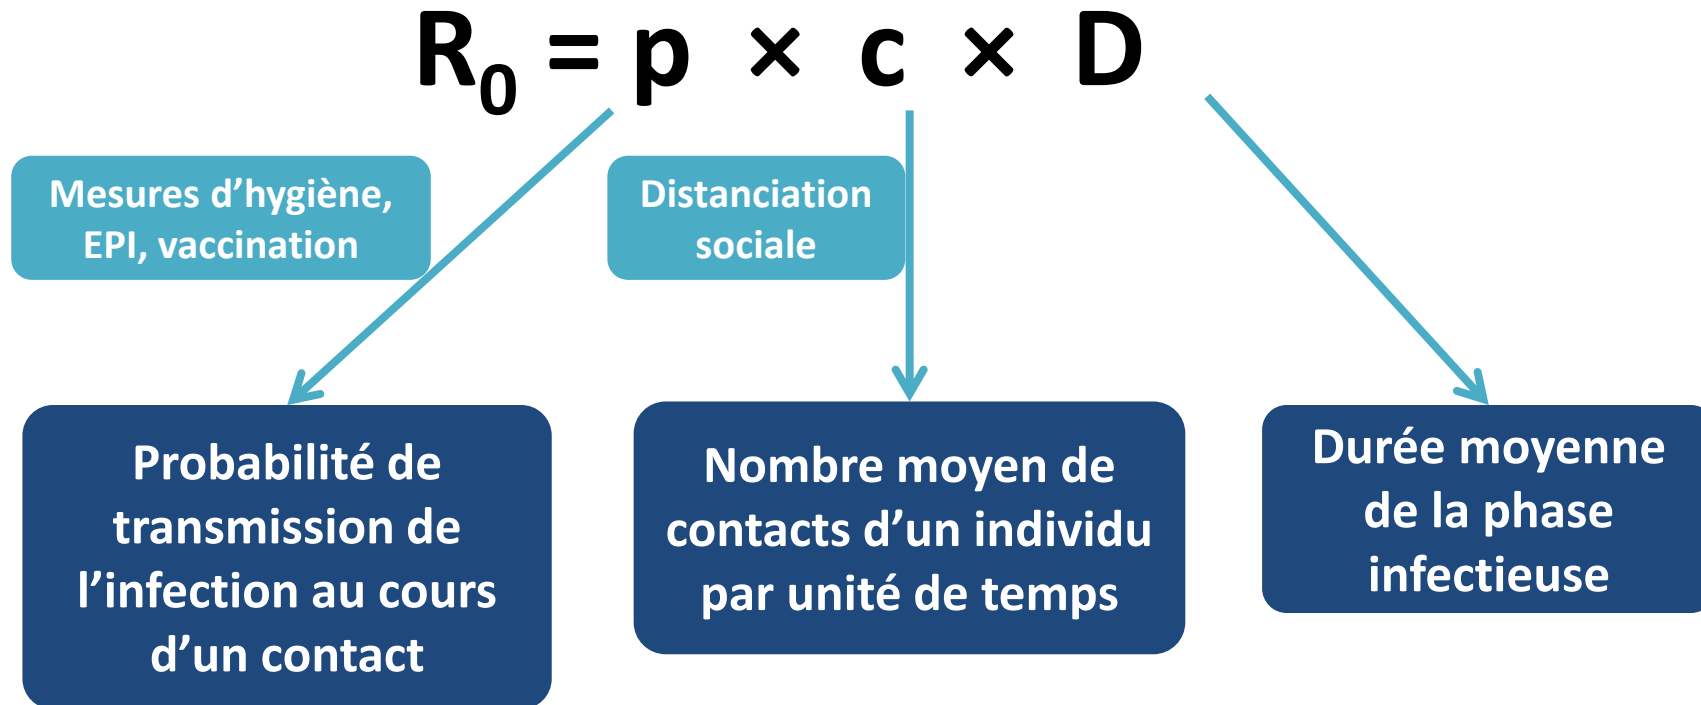 R₀ = p × c × D
Mesures d’hygiène,
EPI, vaccination
Distanciation
sociale
Probabilité de
transmission de
l’infection au cours
d’un contact
Nombre moyen de
contacts d’un individu
par unité de temps
Durée moyenne
de la phase
infectieuse